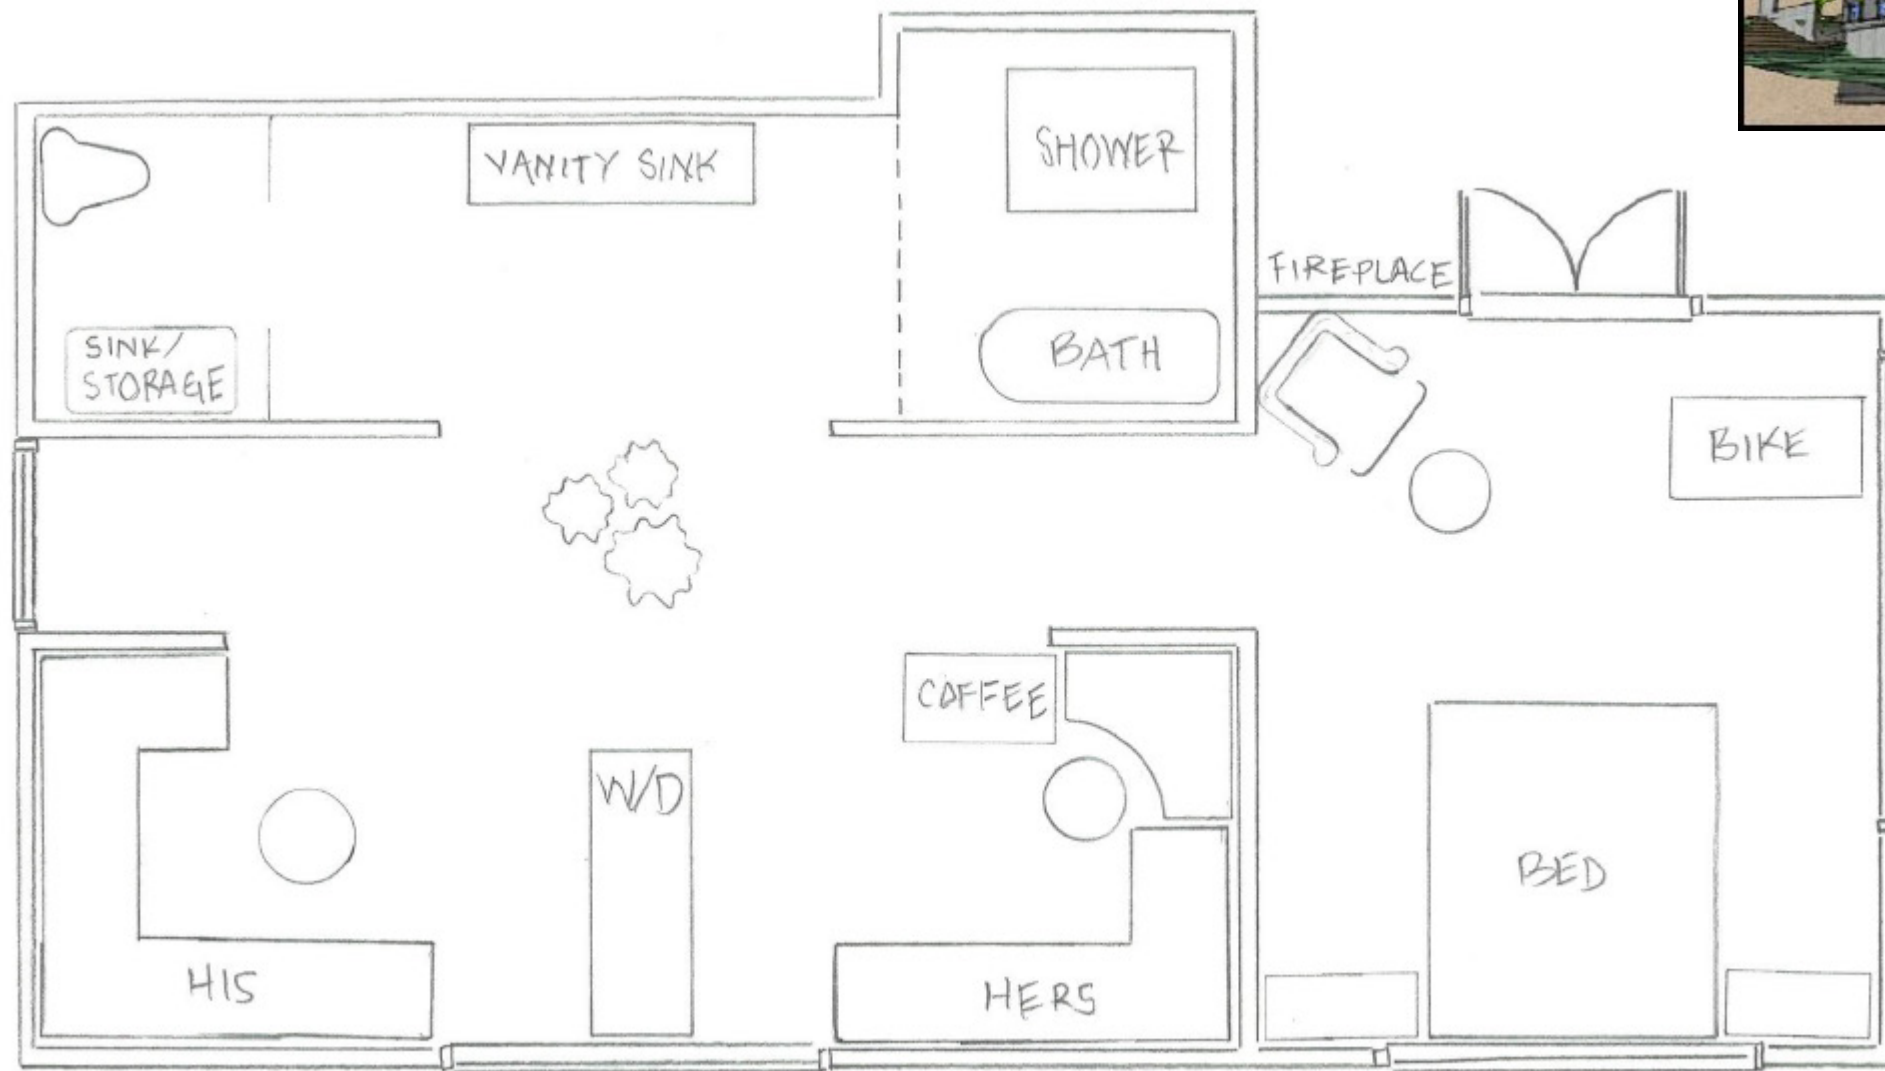 VANITY SINK
SHOWER
FIREPLACE
SINK/
STORAGE
BATH
BIKE
COFFEE
W/D
BED
HIS
HERS